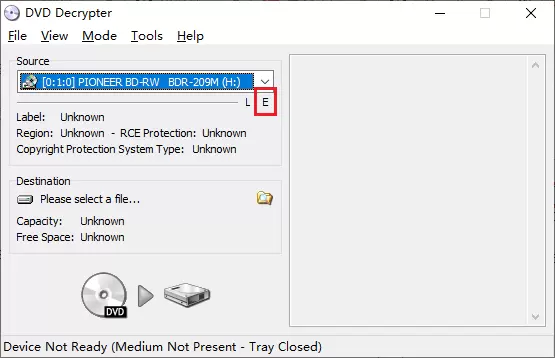 DVD Decrypter
File View Mode Tools Help
Source
[0:1:0] PIONEER BD-RW BDR-209M (H:)
L E
Label: Unknown
Region: Unknown - RCE Protection: Unknown
Copyright Protection System Type: Unknown
Destination
Please select a file...
Capacity: Unknown
Free Space: Unknown
DVD
Device Not Ready (Medium Not Present - Tray Closed)